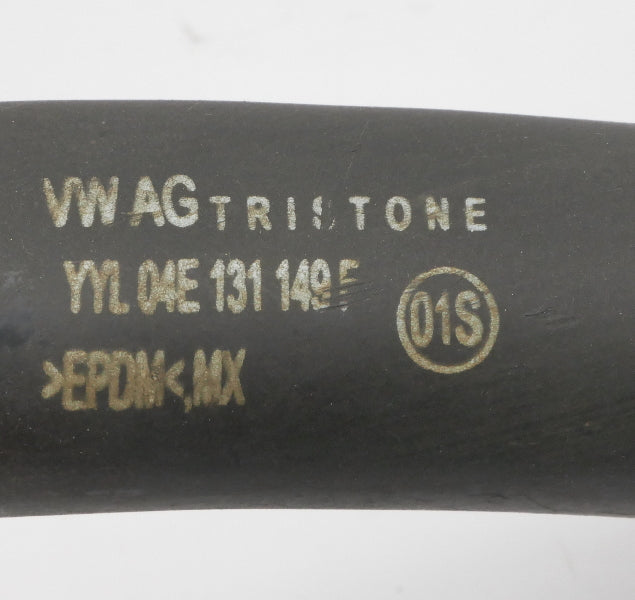 VW AG TRISTONE
YYL 04E 131 149 F
01S
>EPDM<,MX